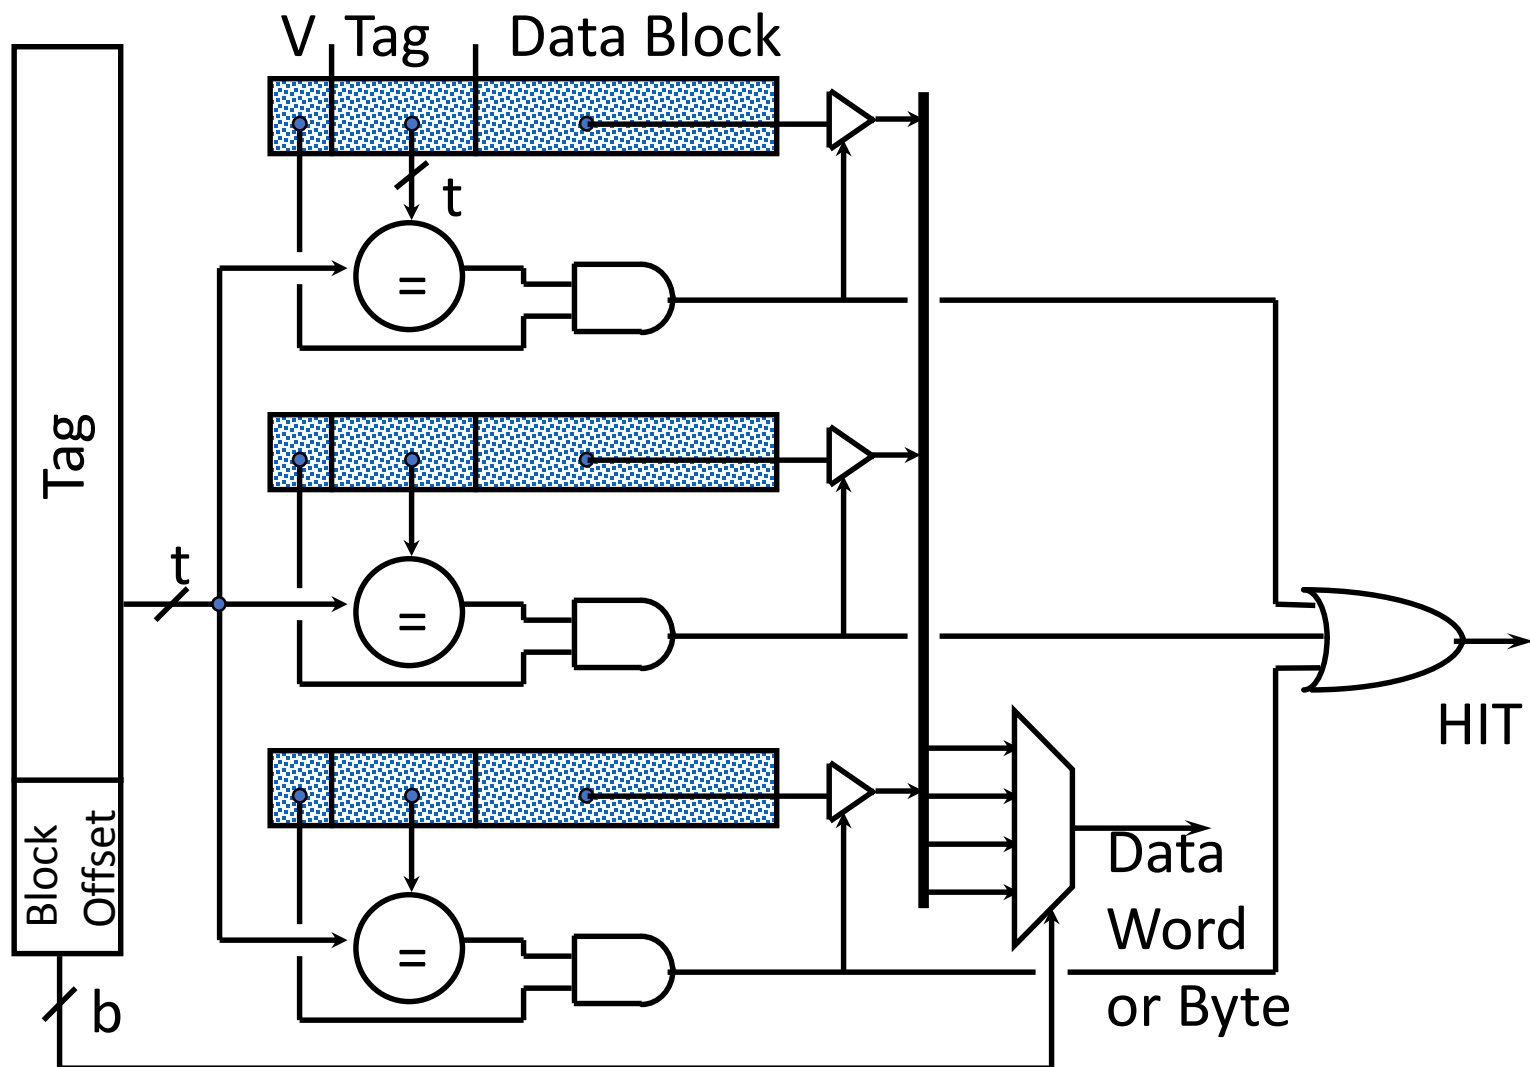 V Tag Data Block
t
=
Tag
t
=
HIT
Block
Offset
=
Data
Word
or Byte
b